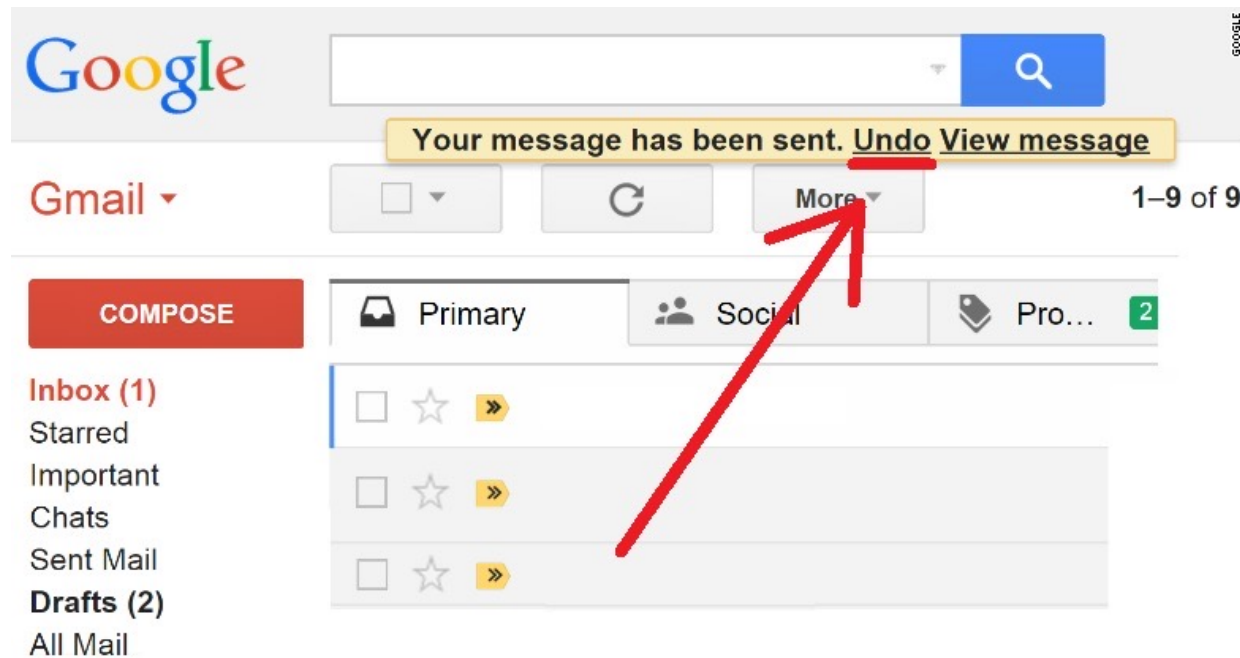 GOOGLE
Google
Your message has been sent. Undo View message
Gmail
More
1–9 of 9
COMPOSE
Primary
Social
Pro...
2
Inbox (1)
Starred
Important
Chats
Sent Mail
Drafts (2)
All Mail